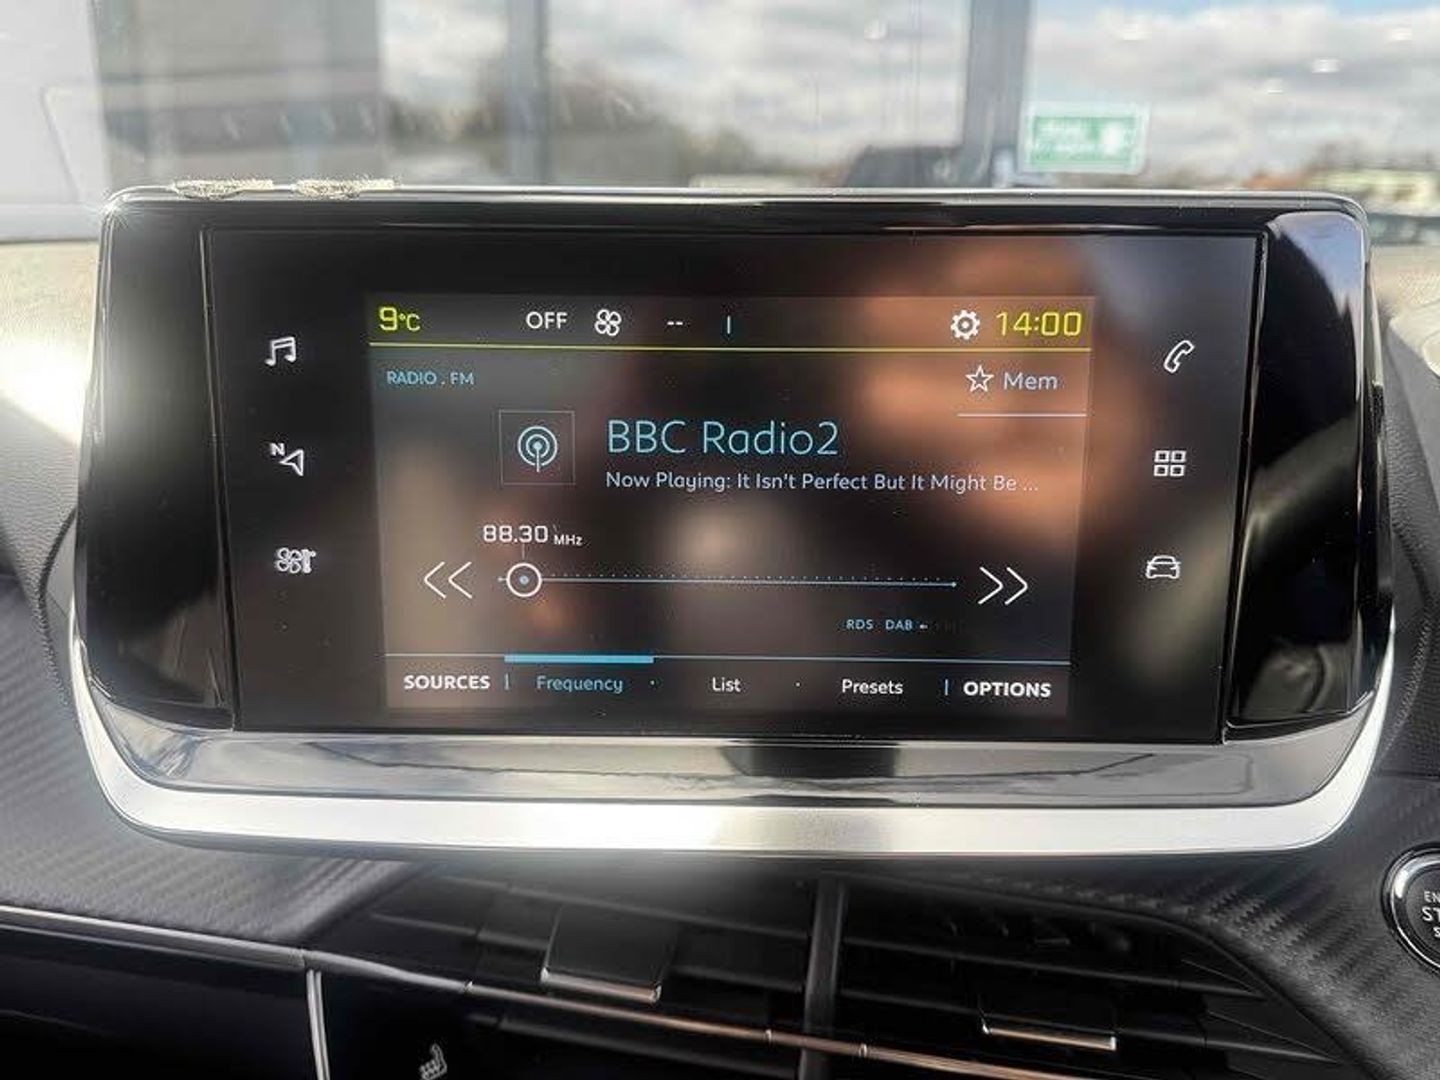 9°C OFF -- 14:00
RADIO . FM
Mem
BBC Radio2
Now Playing: It Isn't Perfect But It Might Be ...
88.30 MHz
RDS DAB
SOURCES Frequency List Presets OPTIONS
N